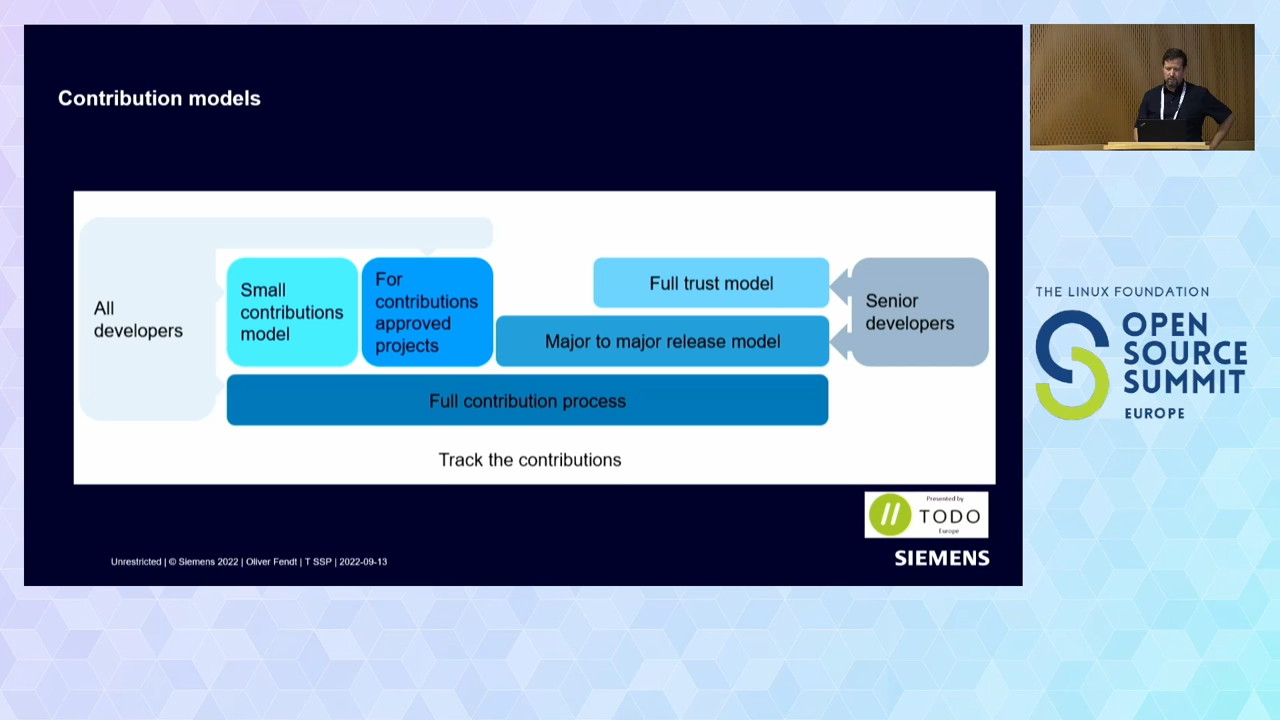 Contribution models
All
developers
Small
contributions
model
For
contributions
approved
projects
Full trust model
Major to major release model
Senior
developers
Full contribution process
Track the contributions
Presented by
TODO
Europe
Unrestricted | © Siemens 2022 | Oliver Fendt | T SSP | 2022-09-13
SIEMENS
THE LINUX FOUNDATION
OPEN
SOURCE
SUMMIT
EUROPE